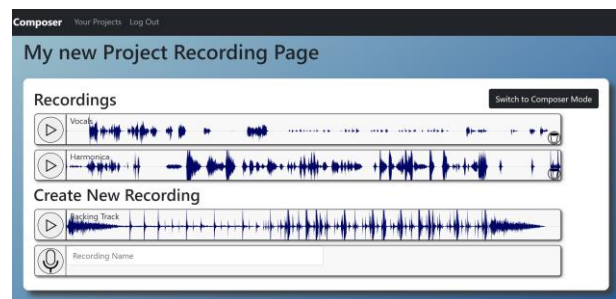 Composer Your Projects Log Out
My new Project Recording Page
Recordings
Switch to Composer Mode
Vocals
Harmonica
Create New Recording
Backing Track
Recording Name